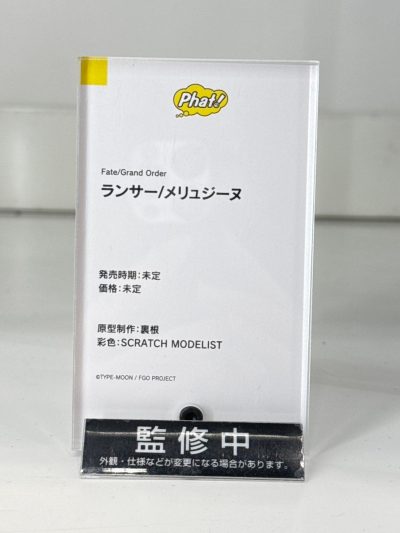 Phat!
Fate/Grand Order
ランサー/メリュジーヌ
発売時期:未定
価格:未定
原型制作:裏根
彩色:SCRATCH MODELIST
©TYPE-MOON / FGO PROJECT
監修中
外観・仕様などが変更になる場合があります。